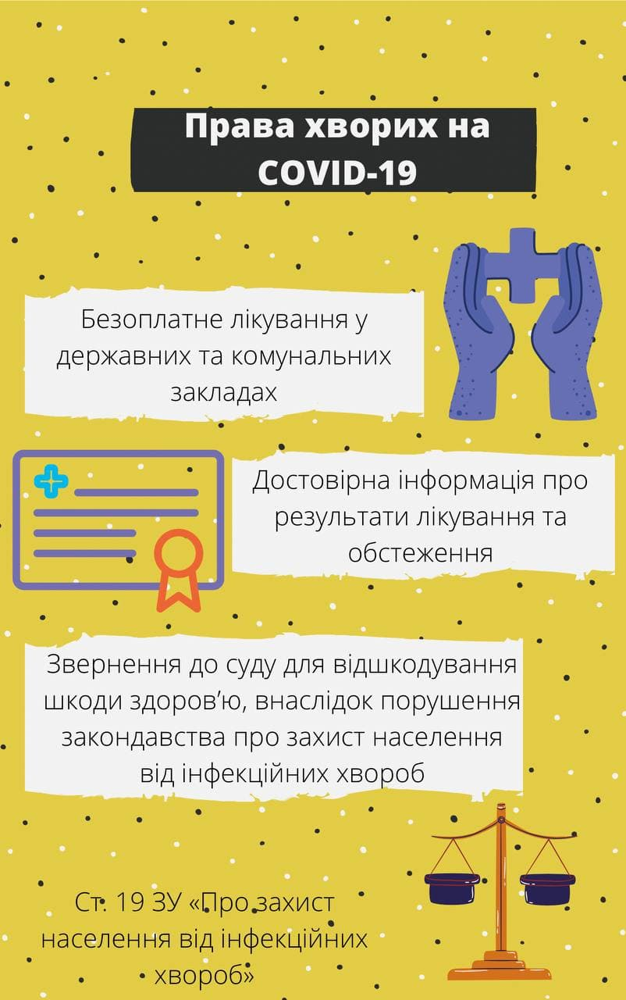 Права хворих на
COVID-19
Безоплатне лікування у
державних та комунальних
закладах
Достовірна інформація про
результати лікування та
обстеження
Звернення до суду для відшкодування
шкоди здоров’ю, внаслідок порушення
закондавства про захист населення
від інфекційних хвороб
Ст. 19 ЗУ «Про захист
населення від інфекційних
хвороб»